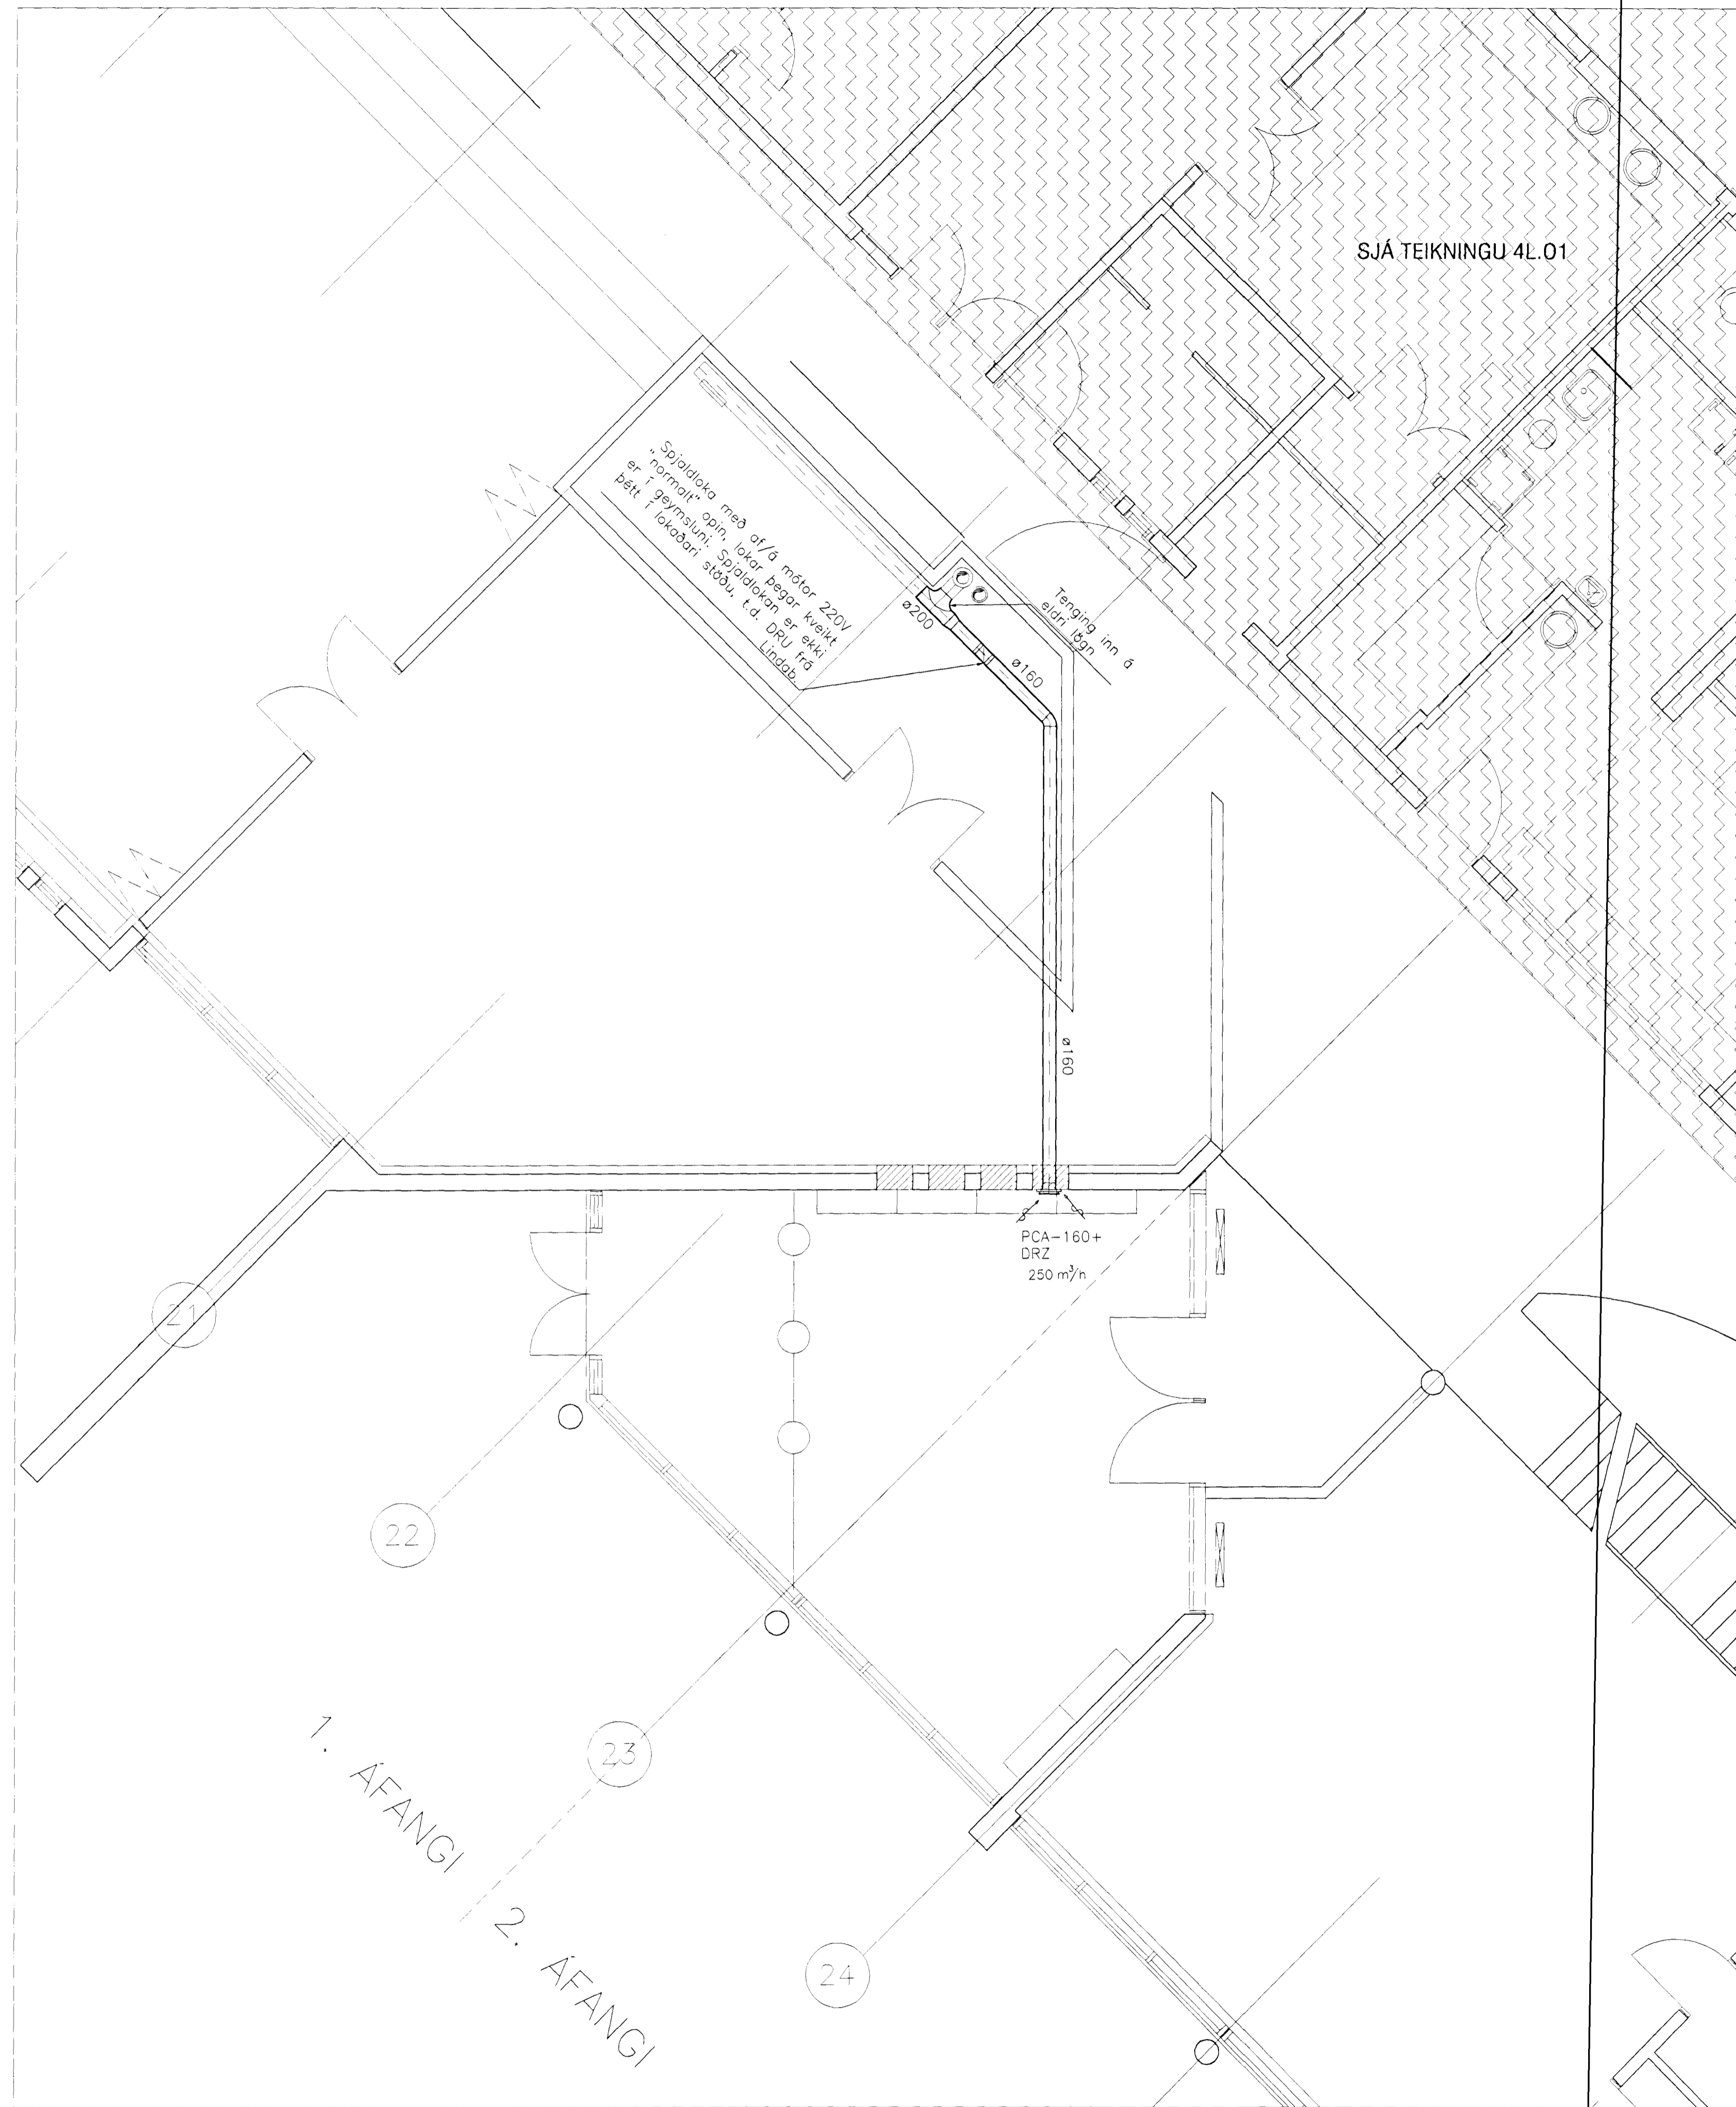 SJÁ TEIKNINGU 4L.01
Spjaldloka með af/á mótor 220V
„normalt" opin, lokar þegar kveikt
er í geymsluni. Spjaldlokan er ekki
þétt í lokaðari stöðu, t.d. DRU frá
Lindab.
ø200
Tenging inn á
eldri lögn
ø160
ø160
PCA-160+
DRZ
250 m³/h
21
22
23
24
1. ÁFANGI
2. ÁFANGI